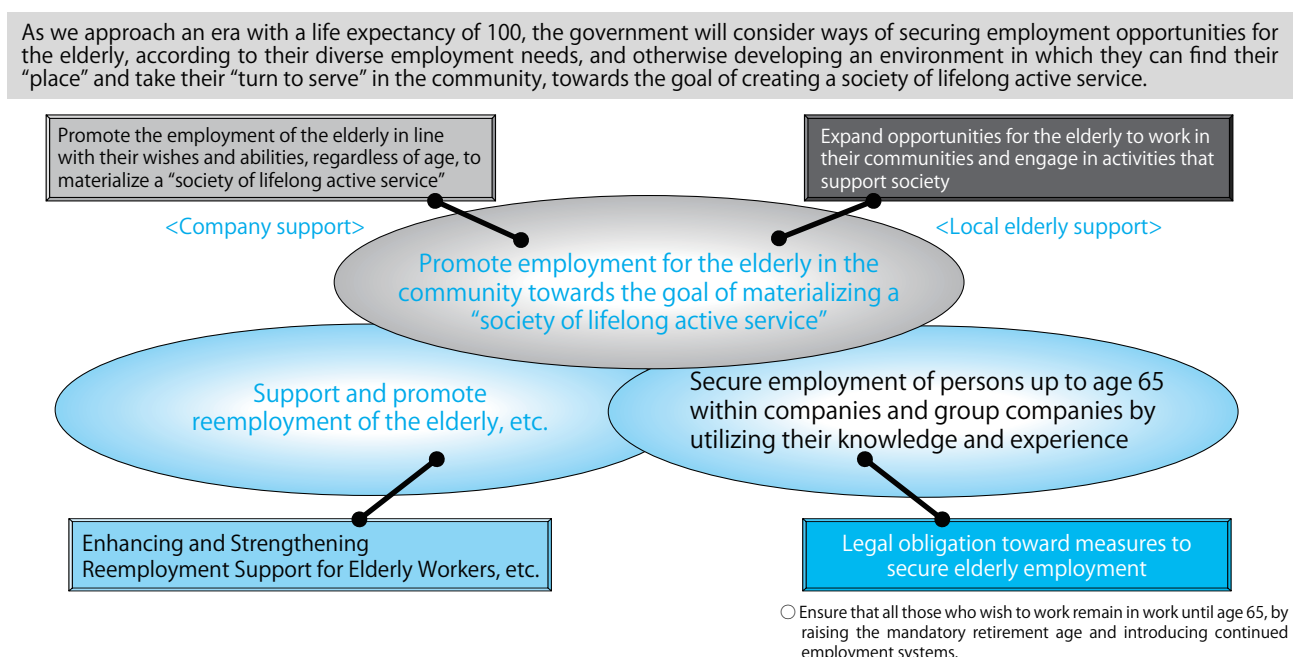 As we approach an era with a life expectancy of 100, the government will consider ways of securing employment opportunities for
the elderly, according to their diverse employment needs, and otherwise developing an environment in which they can find their
“place” and take their “turn to serve” in the community, towards the goal of creating a society of lifelong active service.
Promote the employment of the elderly in line
with their wishes and abilities, regardless of age, to
materialize a “society of lifelong active service”
Expand opportunities for the elderly to work in
their communities and engage in activities that
support society
<Company support>
<Local elderly support>
Promote employment for the elderly in the
community towards the goal of materializing a
“society of lifelong active service”
Support and promote
reemployment of the elderly, etc.
Secure employment of persons up to age 65
within companies and group companies by
utilizing their knowledge and experience
Enhancing and Strengthening
Reemployment Support for Elderly Workers, etc.
Legal obligation toward measures to
secure elderly employment
○ Ensure that all those who wish to work remain in work until age 65, by
raising the mandatory retirement age and introducing continued
employment systems.